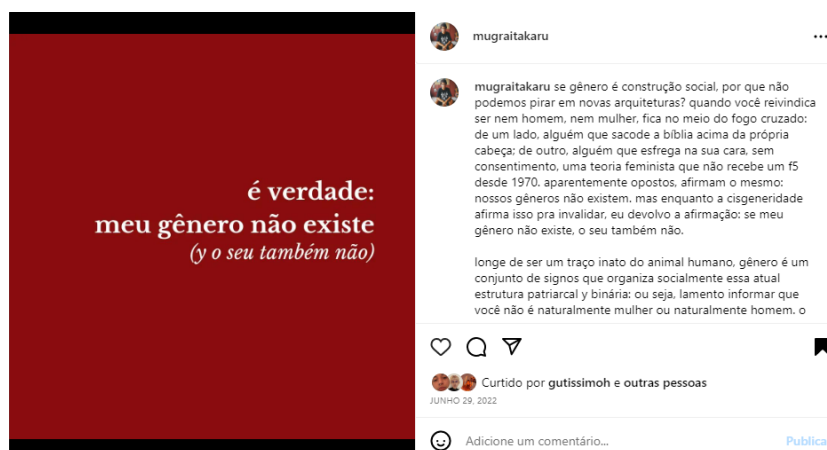 é verdade:
meu gênero não existe
(y o seu também não)
mugraitakaru
mugraitakaru se gênero é construção social, por que não
podemos pirar em novas arquiteturas? quando você reivindica
ser nem homem, nem mulher, fica no meio do fogo cruzado:
de um lado, alguém que sacode a bíblia acima da própria
cabeça; de outro, alguém que esfrega na sua cara, sem
consentimento, uma teoria feminista que não recebe um f5
desde 1970. aparentemente opostos, afirmam o mesmo:
nossos gêneros não existem. mas enquanto a cisgeneridade
afirma isso pra invalidar, eu devolvo a afirmação: se meu
gênero não existe, o seu também não.
longe de ser um traço inato do animal humano, gênero é um
conjunto de signos que organiza socialmente essa atual
estrutura patriarcal y binária: ou seja, lamento informar que
você não é naturalmente mulher ou naturalmente homem. o
Curtido por gutissimoh e outras pessoas
JUNHO 29, 2022
Adicione um comentário...
Publica